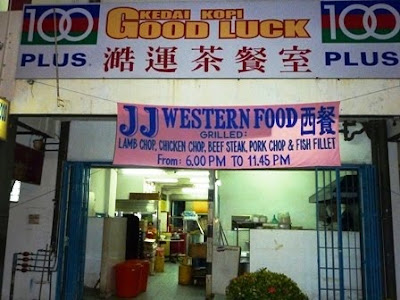 100 PLUS
KEDAI KOPI
GOOD LUCK
澔運茶餐室
100 PLUS
JJ WESTERN FOOD 西餐
GRILLED:
LAMB CHOP, CHICKEN CHOP, BEEF STEAK, PORK CHOP & FISH FILLET
From: 6.00 PM TO 11.45 PM